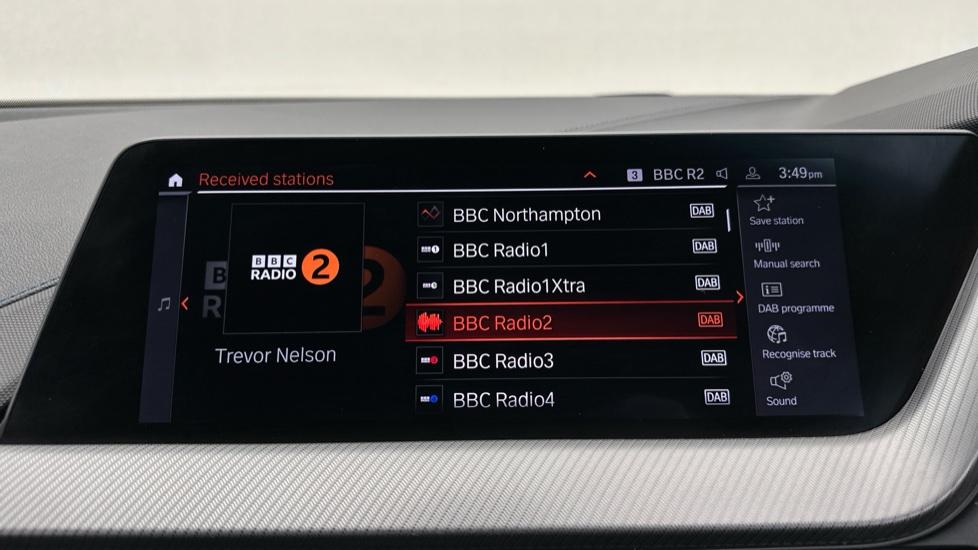 Received stations
3 BBC R2
3:49pm
BBC
RADIO 2
Trevor Nelson
BBC Northampton DAB
BBC Radio1 DAB
BBC Radio1Xtra DAB
BBC Radio2 DAB
BBC Radio3 DAB
BBC Radio4 DAB
Save station
Manual search
DAB programme
Recognise track
Sound